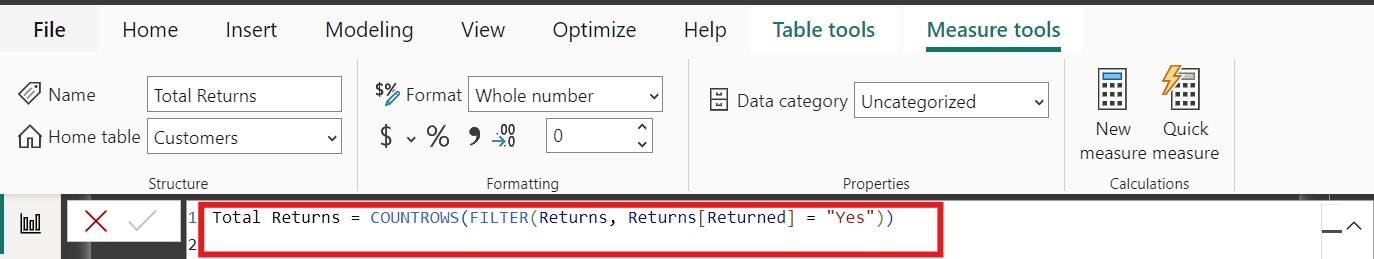 File Home Insert Modeling View Optimize Help Table tools Measure tools
Name Total Returns $% Format Whole number Data category Uncategorized
Home table Customers $ % , .00 →.0 0 New measure Quick measure
Structure Formatting Properties Calculations
1 Total Returns = COUNTROWS(FILTER(Returns, Returns[Returned] = "Yes"))
2